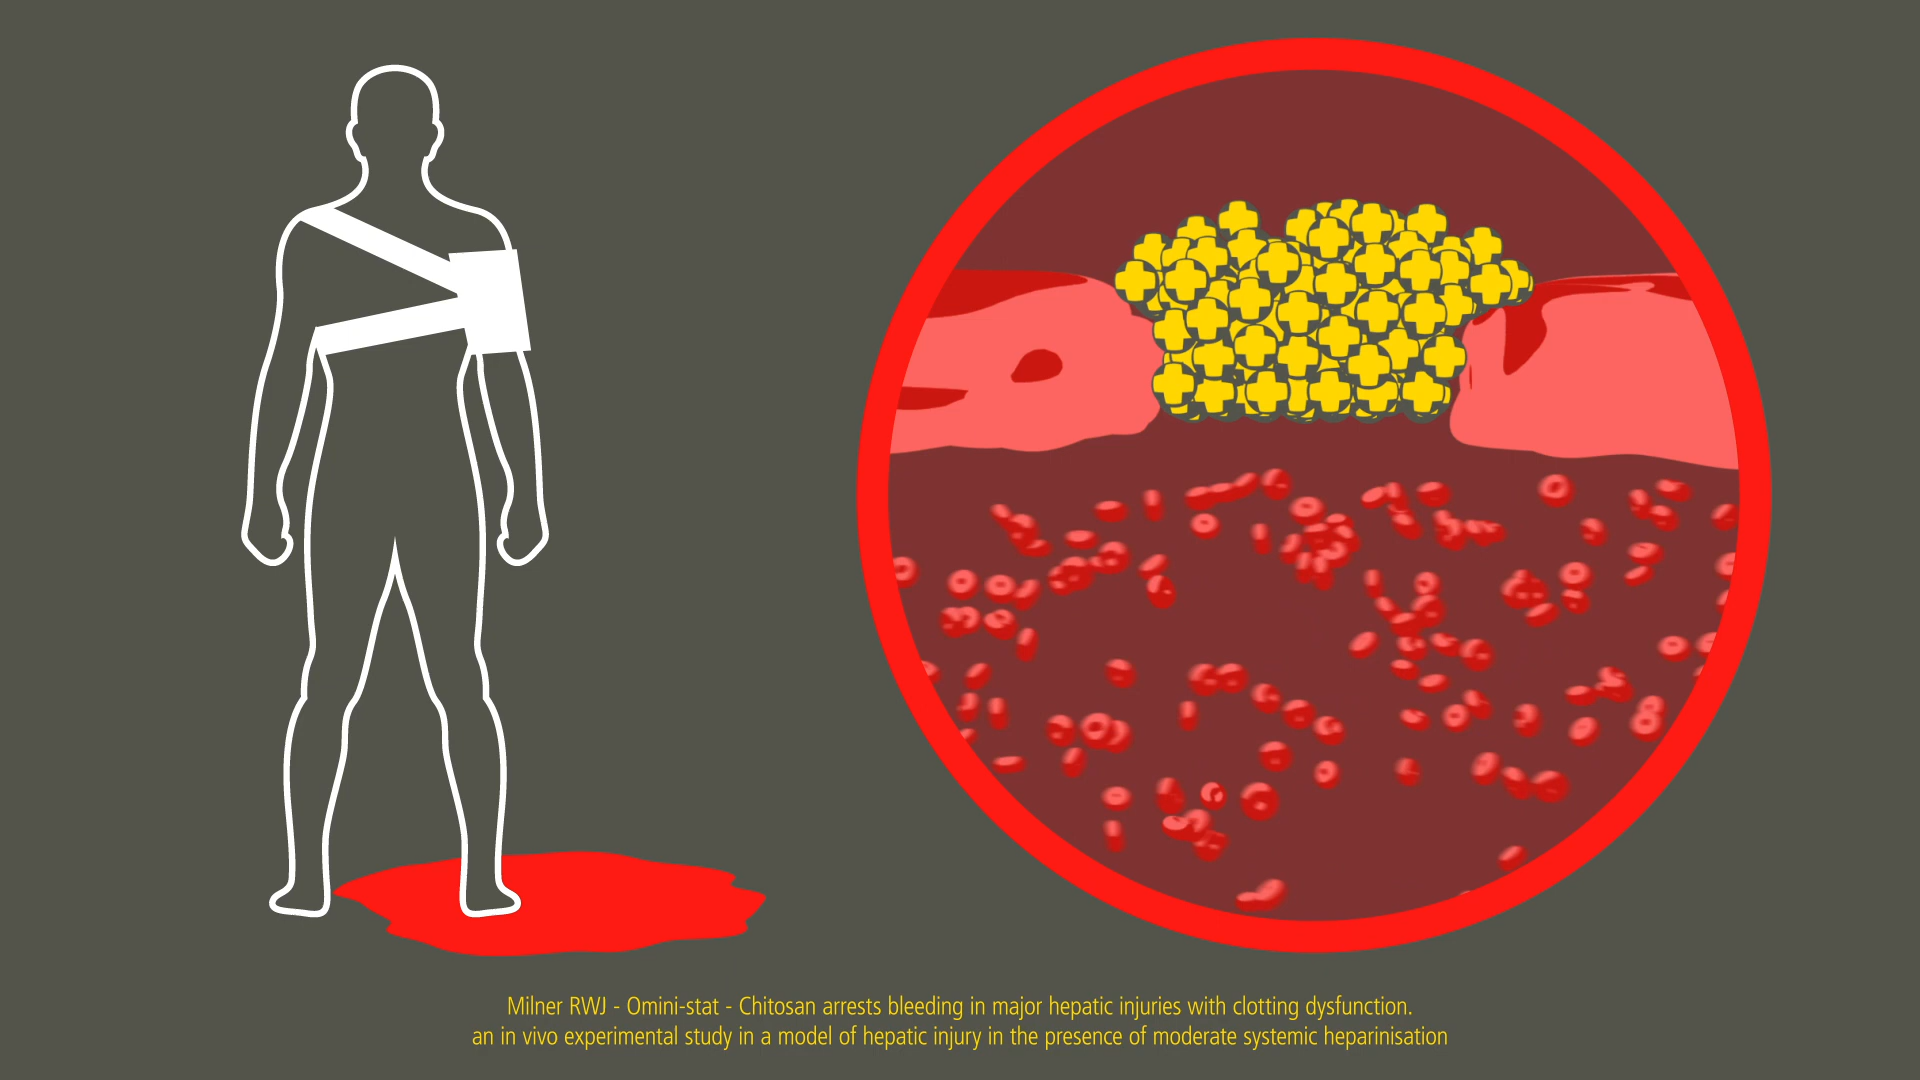 Milner RWJ - Omini-stat - Chitosan arrests bleeding in major hepatic injuries with clotting dysfunction.
an in vivo experimental study in a model of hepatic injury in the presence of moderate systemic heparinisation